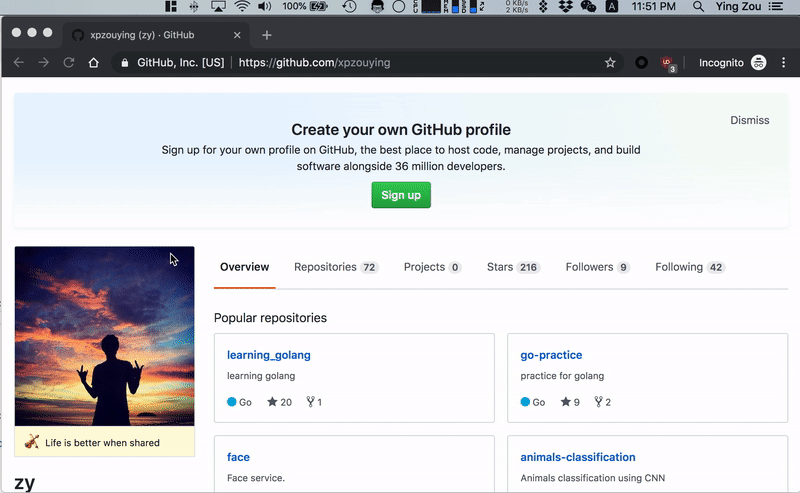 100%
0 KB/s
2 KB/s
A
11:51 PM
Ying Zou
xpzouying (zy) · GitHub
GitHub, Inc. [US]
https://github.com/xpzouying
3
Incognito
Create your own GitHub profile
Dismiss
Sign up for your own profile on GitHub, the best place to host code, manage projects, and build
software alongside 36 million developers.
Sign up
Overview
Repositories 72
Projects 0
Stars 216
Followers 9
Following 42
Popular repositories
learning_golang
learning golang
Go 20 1
go-practice
practice for golang
Go 9 2
face
Face service.
animals-classification
Animals classification using CNN
Life is better when shared
zy